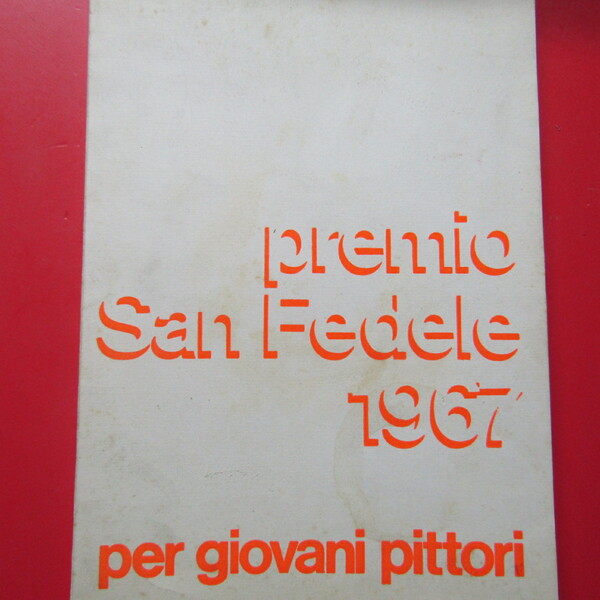 premio
San Fedele
1967
per giovani pittori